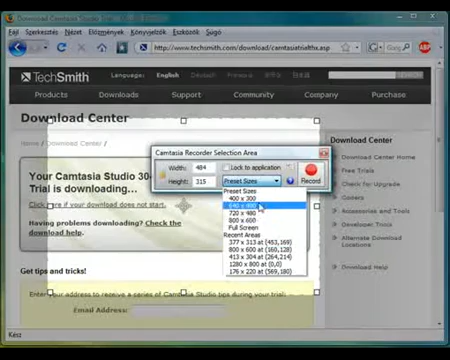 Download Camtasia Studio
Fájl Szerkesztés Nézet Előzmények Könyvjelzők Eszközök Súgó
http://www.techsmith.com/download/camtasiatrialthx.asp
G
ABP
TechSmith
Language: English Deutsch
Products Downloads Support Community Company Purchase
Download Center
Home / Download Center /
Your Camtasia Studio 30-
Trial is downloading...
Click here if your download does not start.
Having problems downloading? Check the
download help.
Get tips and tricks!
Enter your address to receive a series of Camtasia Studio tips during your trial.
Email Address:
Camtasia Recorder Selection Area
Width: 484
Height: 315
Lock to application
Preset Sizes
Record
Preset Sizes
400 x 300
640 x 480
720 x 480
800 x 600
Full Screen
Recent Areas
377 x 313 at (453,169)
800 x 600 at (160,128)
413 x 304 at (264,214)
1280 x 800 at (0,0)
176 x 220 at (569,180)
Download Center
Download Center Home
Free Trials
Check for Upgrade
Codecs
Accessories and Tools
Developer Tools
Alternate Download
Locations
Download Help
Kész